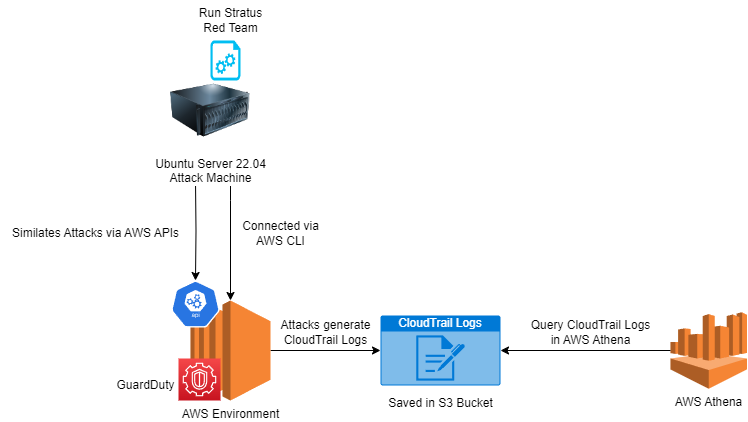 Run Stratus
Red Team
Ubuntu Server 22.04
Attack Machine
Similates Attacks via AWS APIs
Connected via
AWS CLI
api
Attacks generate
CloudTrail Logs
CloudTrail Logs
Query CloudTrail Logs
in AWS Athena
GuardDuty
AWS Environment
Saved in S3 Bucket
AWS Athena